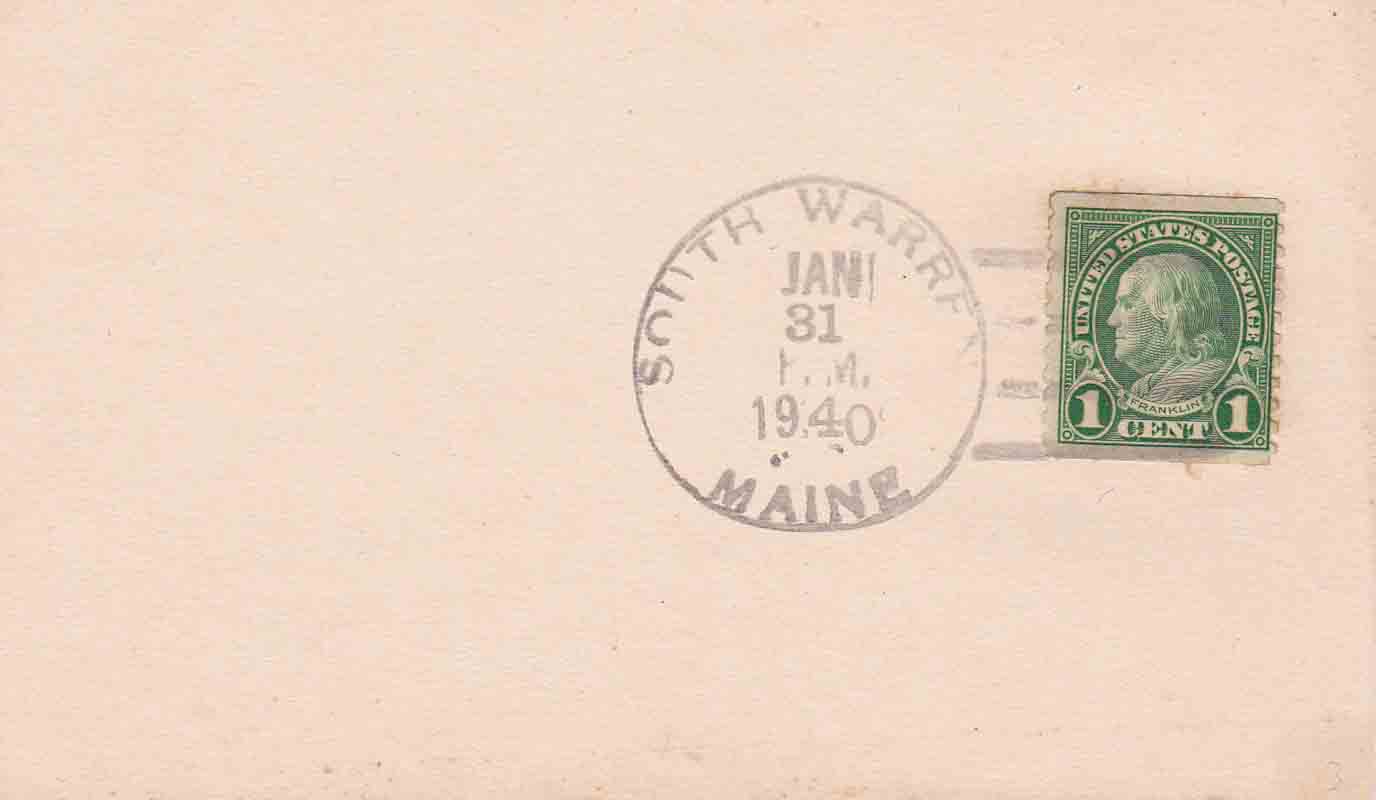 SOUTH WARREN
JAN
31
P.M.
1940
MAINE
UNITED STATES POSTAGE
FRANKLIN
1 CENT 1